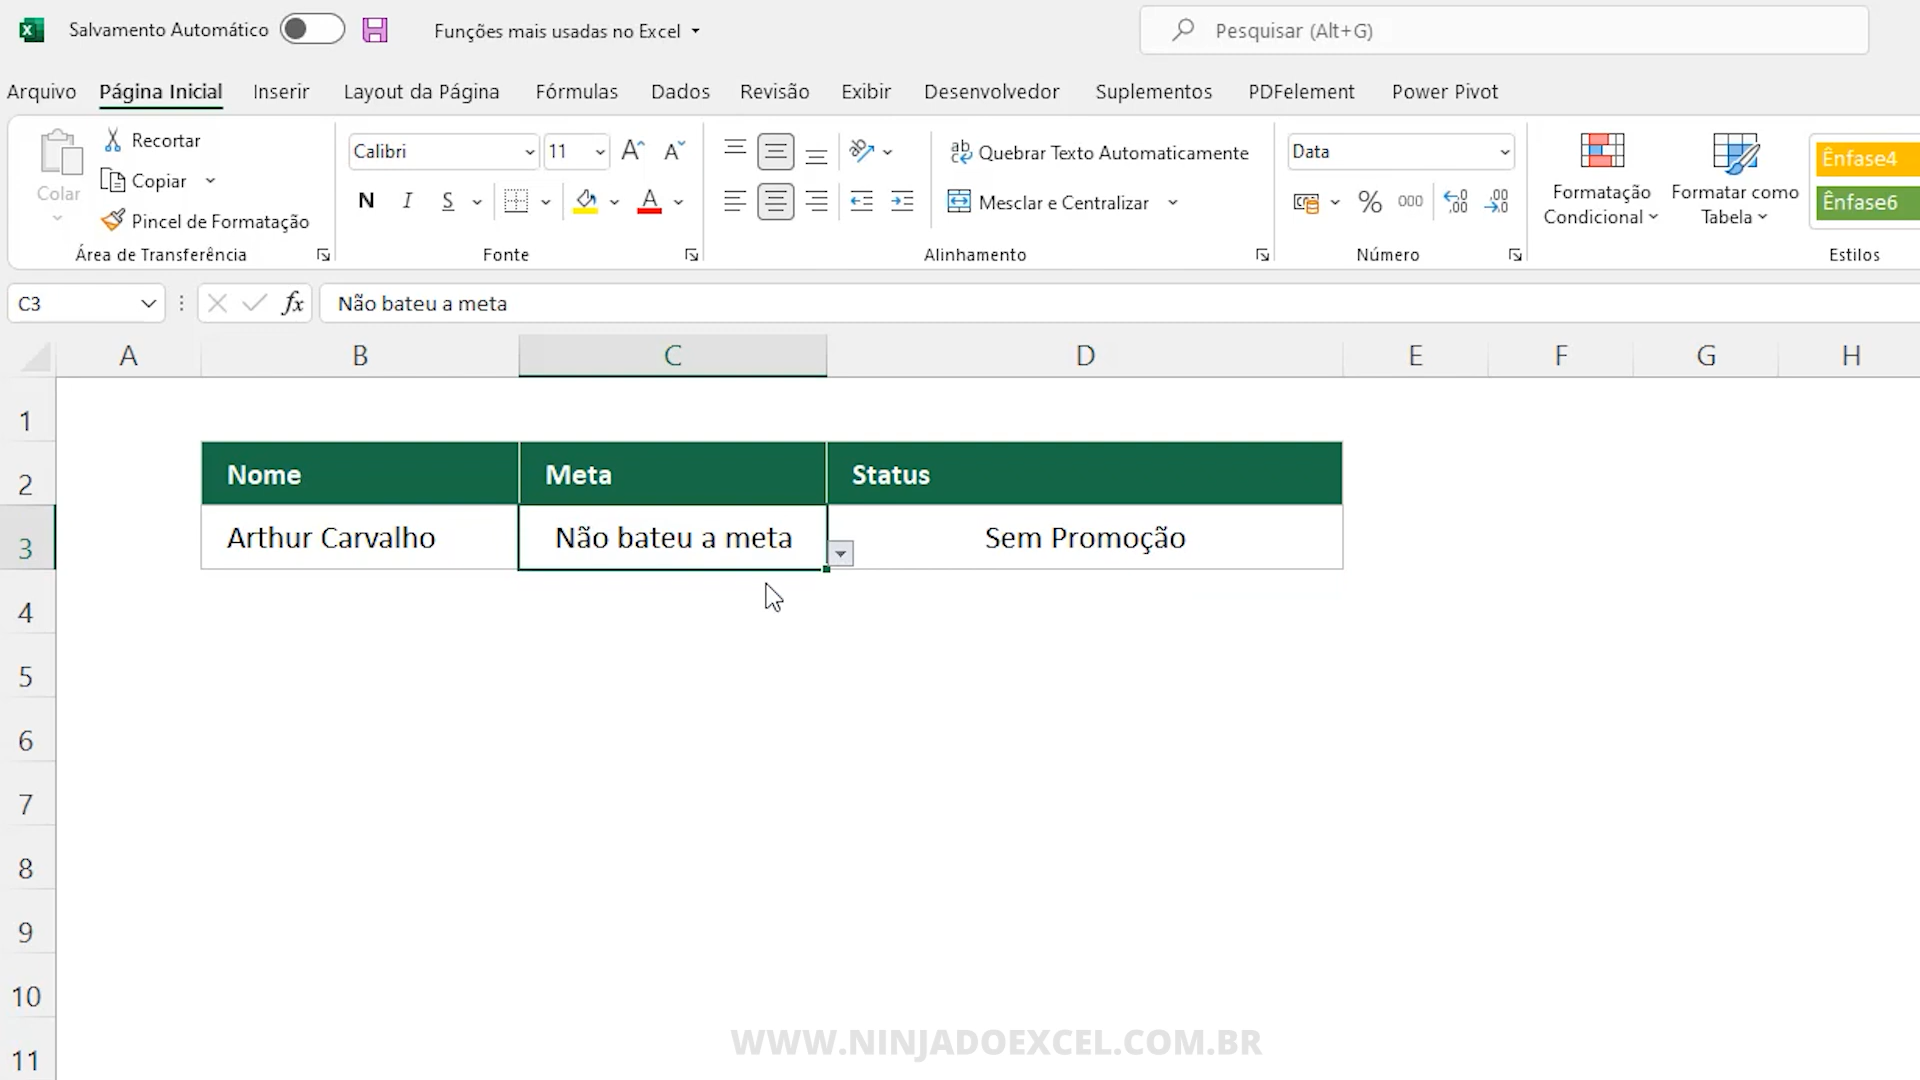 Salvamento Automático
Funções mais usadas no Excel
Pesquisar (Alt+G)
Arquivo Página Inicial Inserir Layout da Página Fórmulas Dados Revisão Exibir Desenvolvedor Suplementos PDFelement Power Pivot
Colar
Recortar
Copiar
Pincel de Formatação
Área de Transferência
Calibri 11
N I S
Fonte
Quebrar Texto Automaticamente
Mesclar e Centralizar
Alinhamento
Data
% 000
Número
Formatação
Condicional
Formatar como
Tabela
Ênfase4
Ênfase6
Estilos
C3
fx
Não bateu a meta
A B C D E F G H
1
2 Nome Meta Status
3 Arthur Carvalho Não bateu a meta Sem Promoção
4
5
6
7
8
9
10
11
WWW.NINJADOEXCEL.COM.BR